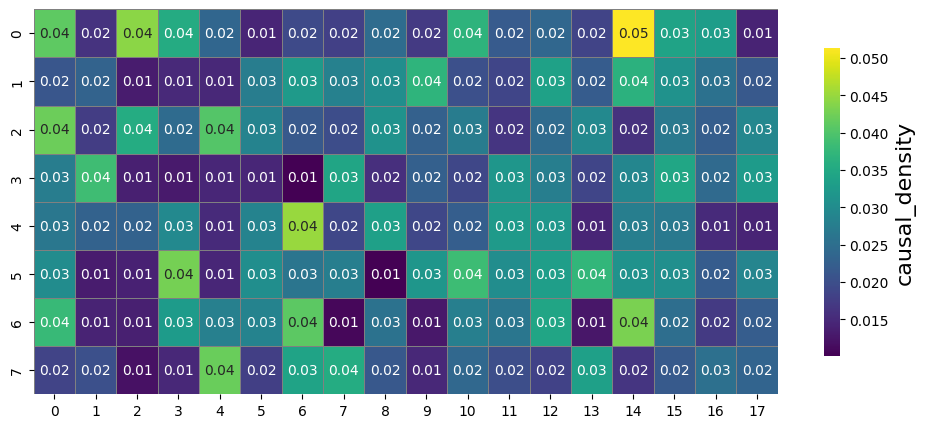 0 0.04 0.02 0.04 0.04 0.02 0.01 0.02 0.02 0.02 0.02 0.04 0.02 0.02 0.02 0.05 0.03 0.03 0.01
1 0.02 0.02 0.01 0.01 0.01 0.03 0.03 0.03 0.03 0.04 0.02 0.02 0.03 0.02 0.04 0.03 0.03 0.02
2 0.04 0.02 0.04 0.02 0.04 0.03 0.02 0.02 0.03 0.02 0.03 0.02 0.02 0.03 0.02 0.03 0.02 0.03
3 0.03 0.04 0.01 0.01 0.01 0.01 0.01 0.03 0.02 0.02 0.02 0.03 0.03 0.02 0.03 0.03 0.02 0.03
4 0.03 0.02 0.02 0.03 0.01 0.03 0.04 0.02 0.03 0.02 0.02 0.03 0.03 0.01 0.03 0.03 0.01 0.01
5 0.03 0.01 0.01 0.04 0.01 0.03 0.03 0.03 0.01 0.03 0.04 0.03 0.03 0.04 0.03 0.03 0.02 0.03
6 0.04 0.01 0.01 0.03 0.03 0.03 0.04 0.01 0.03 0.01 0.03 0.03 0.03 0.01 0.04 0.02 0.02 0.02
7 0.02 0.02 0.01 0.01 0.04 0.02 0.03 0.04 0.02 0.01 0.02 0.02 0.02 0.03 0.02 0.02 0.03 0.02
0 1 2 3 4 5 6 7 8 9 10 11 12 13 14 15 16 17
0.050
0.045
0.040
0.035
0.030
0.025
0.020
0.015
causal_density